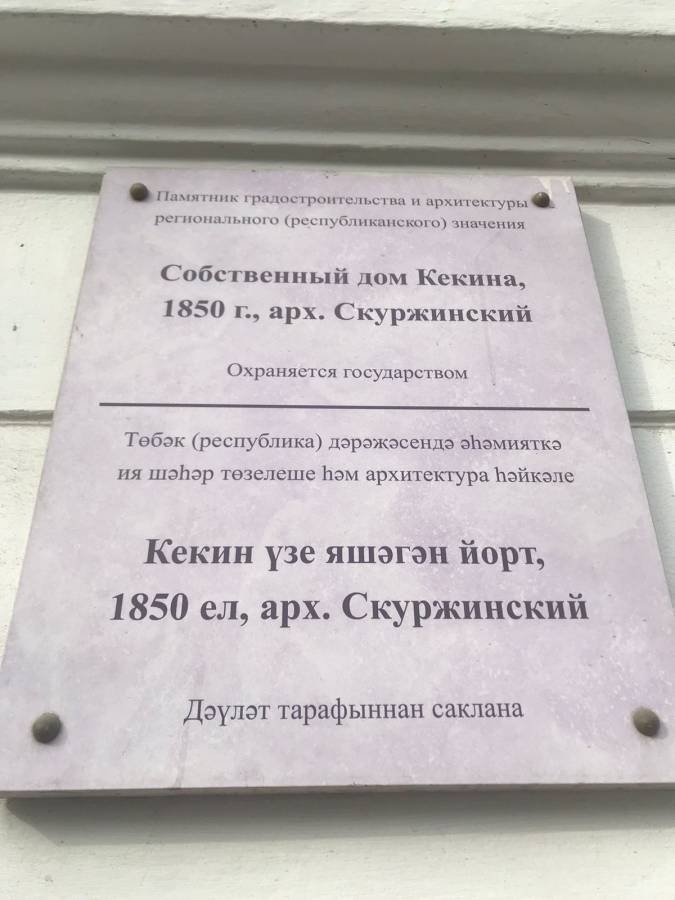 Памятник градостроительства и архитектуры
регионального (республиканского) значения
Собственный дом Кекина,
1850 г., арх. Скуржинский
Охраняется государством
Төбәк (республика) дәрәҗәсендә әһәмияткә
ия шәһәр төзелеше һәм архитектура һәйкәле
Кекин үзе яшәгән йорт,
1850 ел, арх. Скуржинский
Дәүләт тарафыннан саклана